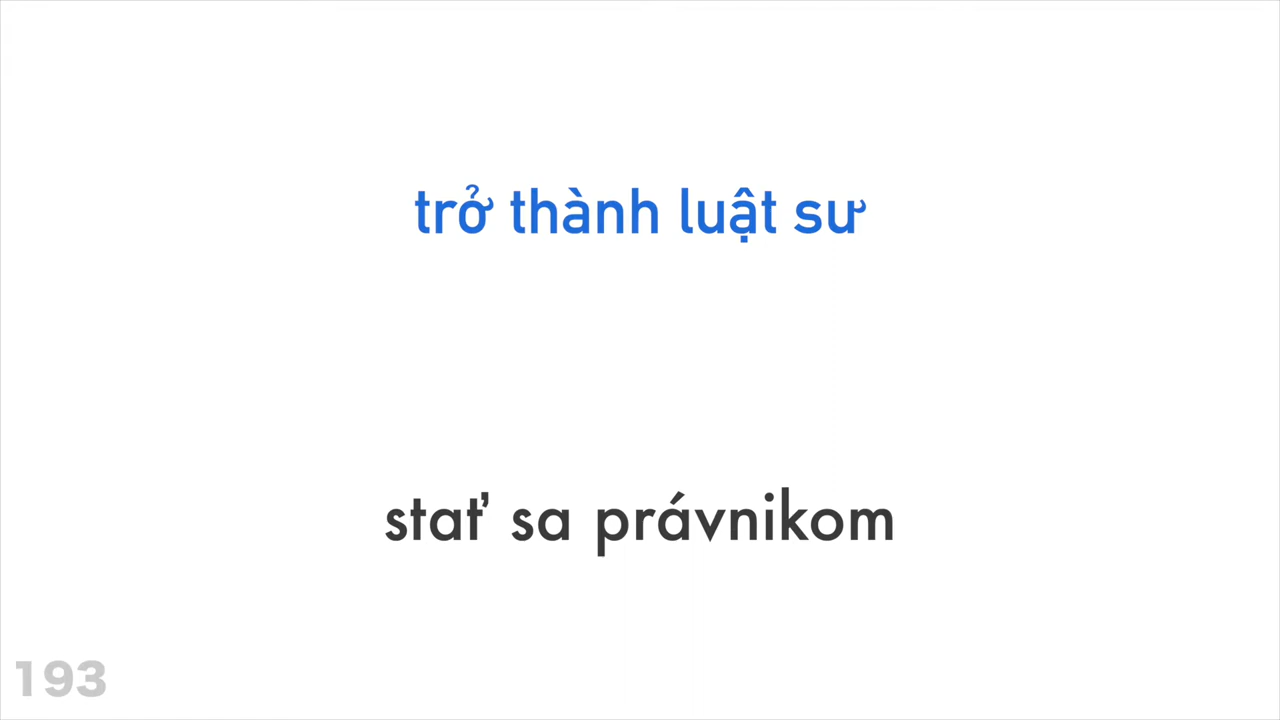 trở thành luật sư
stať sa právnikom
193